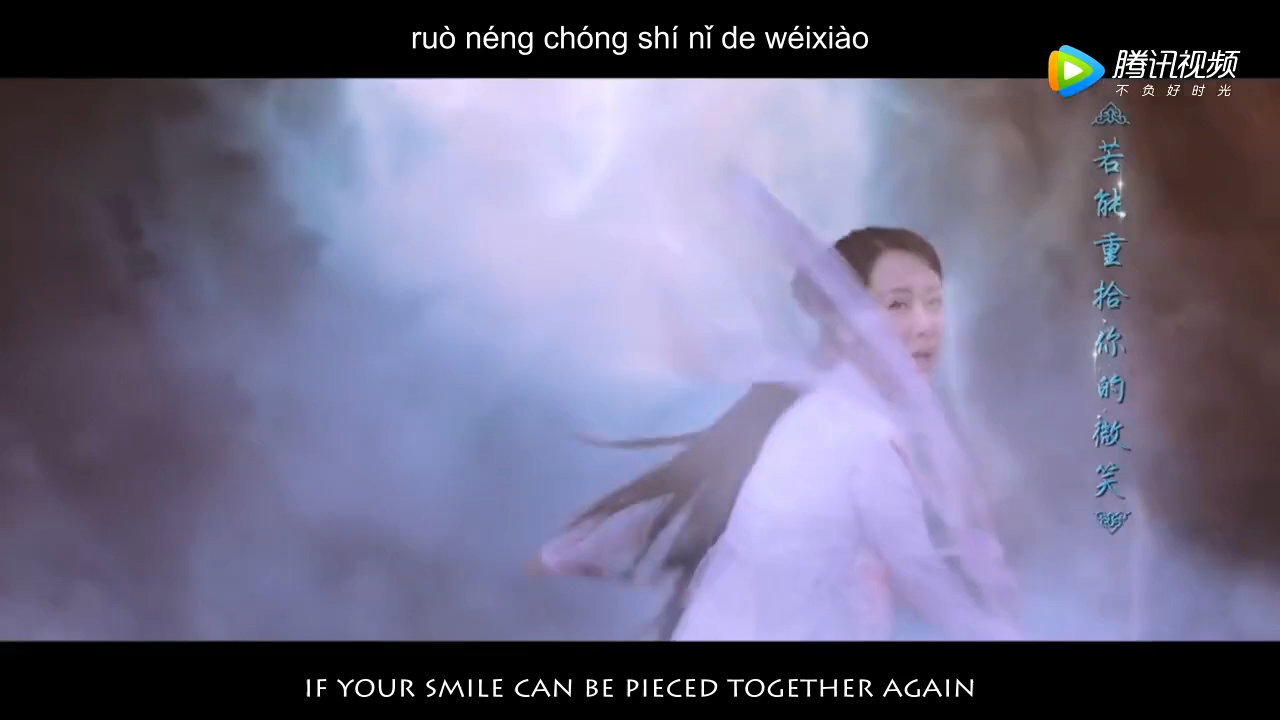 ruò néng chóng shí nǐ de wéixiào
腾讯视频
不负好时光
若能重拾你的微笑
IF YOUR SMILE CAN BE PIECED TOGETHER AGAIN